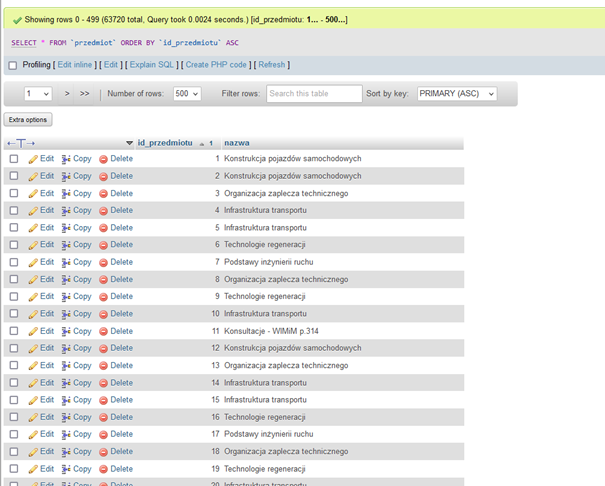 Showing rows 0 - 499 (63720 total, Query took 0.0024 seconds.) [id_przedmiotu: 1... - 500...]
SELECT * FROM `przedmiot` ORDER BY `id_przedmiotu` ASC
Profiling [ Edit inline ] [ Edit ] [ Explain SQL ] [ Create PHP code ] [ Refresh ]
1 > >> Number of rows: 500 Filter rows: Search this table Sort by key: PRIMARY (ASC)
Extra options
←T→ id_przedmiotu 1 nazwa
Edit Copy Delete 1 Konstrukcja pojazdów samochodowych
Edit Copy Delete 2 Konstrukcja pojazdów samochodowych
Edit Copy Delete 3 Organizacja zaplecza technicznego
Edit Copy Delete 4 Infrastruktura transportu
Edit Copy Delete 5 Infrastruktura transportu
Edit Copy Delete 6 Technologie regeneracji
Edit Copy Delete 7 Podstawy inżynierii ruchu
Edit Copy Delete 8 Organizacja zaplecza technicznego
Edit Copy Delete 9 Technologie regeneracji
Edit Copy Delete 10 Infrastruktura transportu
Edit Copy Delete 11 Konsultacje - WIMiM p.314
Edit Copy Delete 12 Konstrukcja pojazdów samochodowych
Edit Copy Delete 13 Organizacja zaplecza technicznego
Edit Copy Delete 14 Infrastruktura transportu
Edit Copy Delete 15 Infrastruktura transportu
Edit Copy Delete 16 Technologie regeneracji
Edit Copy Delete 17 Podstawy inżynierii ruchu
Edit Copy Delete 18 Organizacja zaplecza technicznego
Edit Copy Delete 19 Technologie regeneracji
Edit Copy Delete 20 Infrastruktura transportu